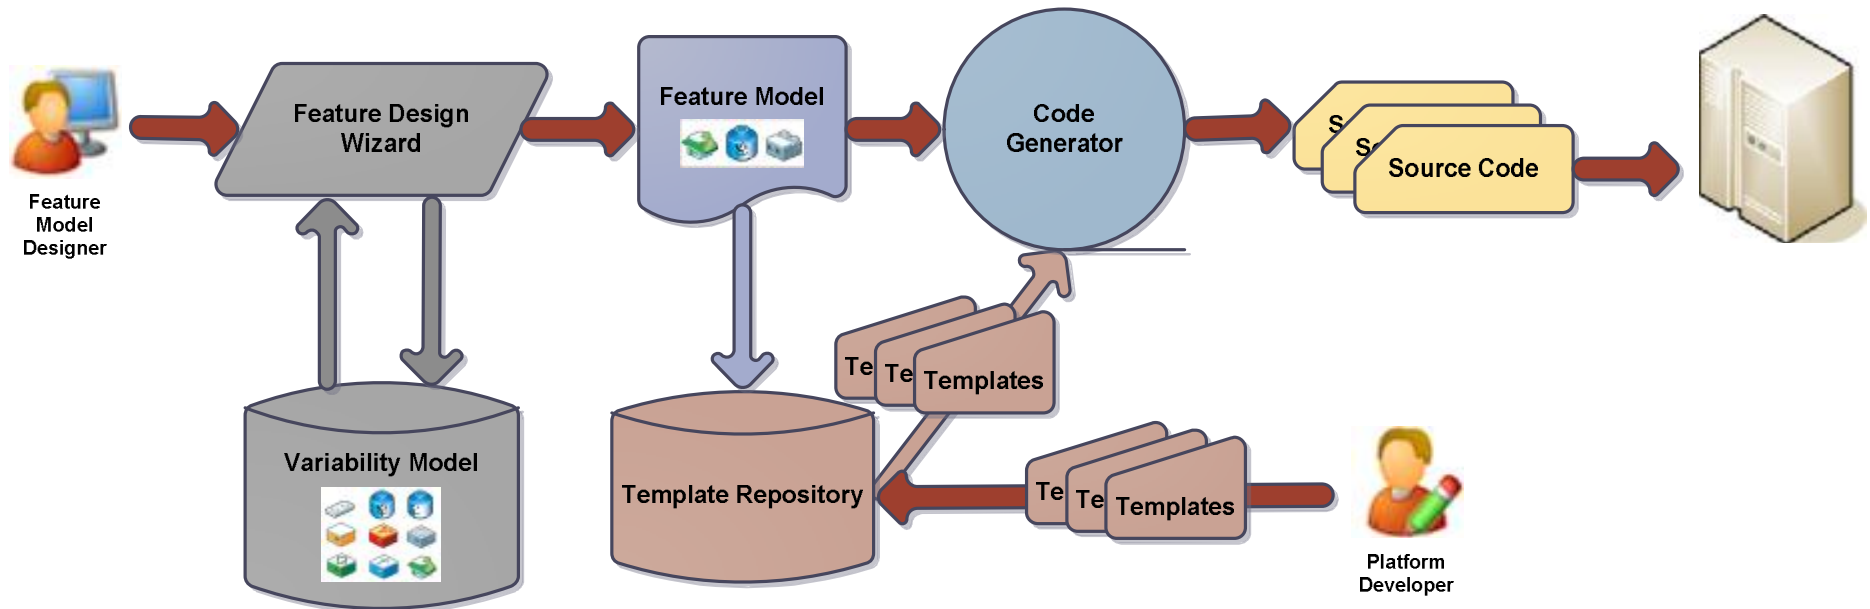 Feature
Model
Designer
Feature Design
Wizard
Feature Model
Code
Generator
S
So
Source Code
Variability Model
Template Repository
Te
Te
Templates
Te
Te
Templates
Platform
Developer